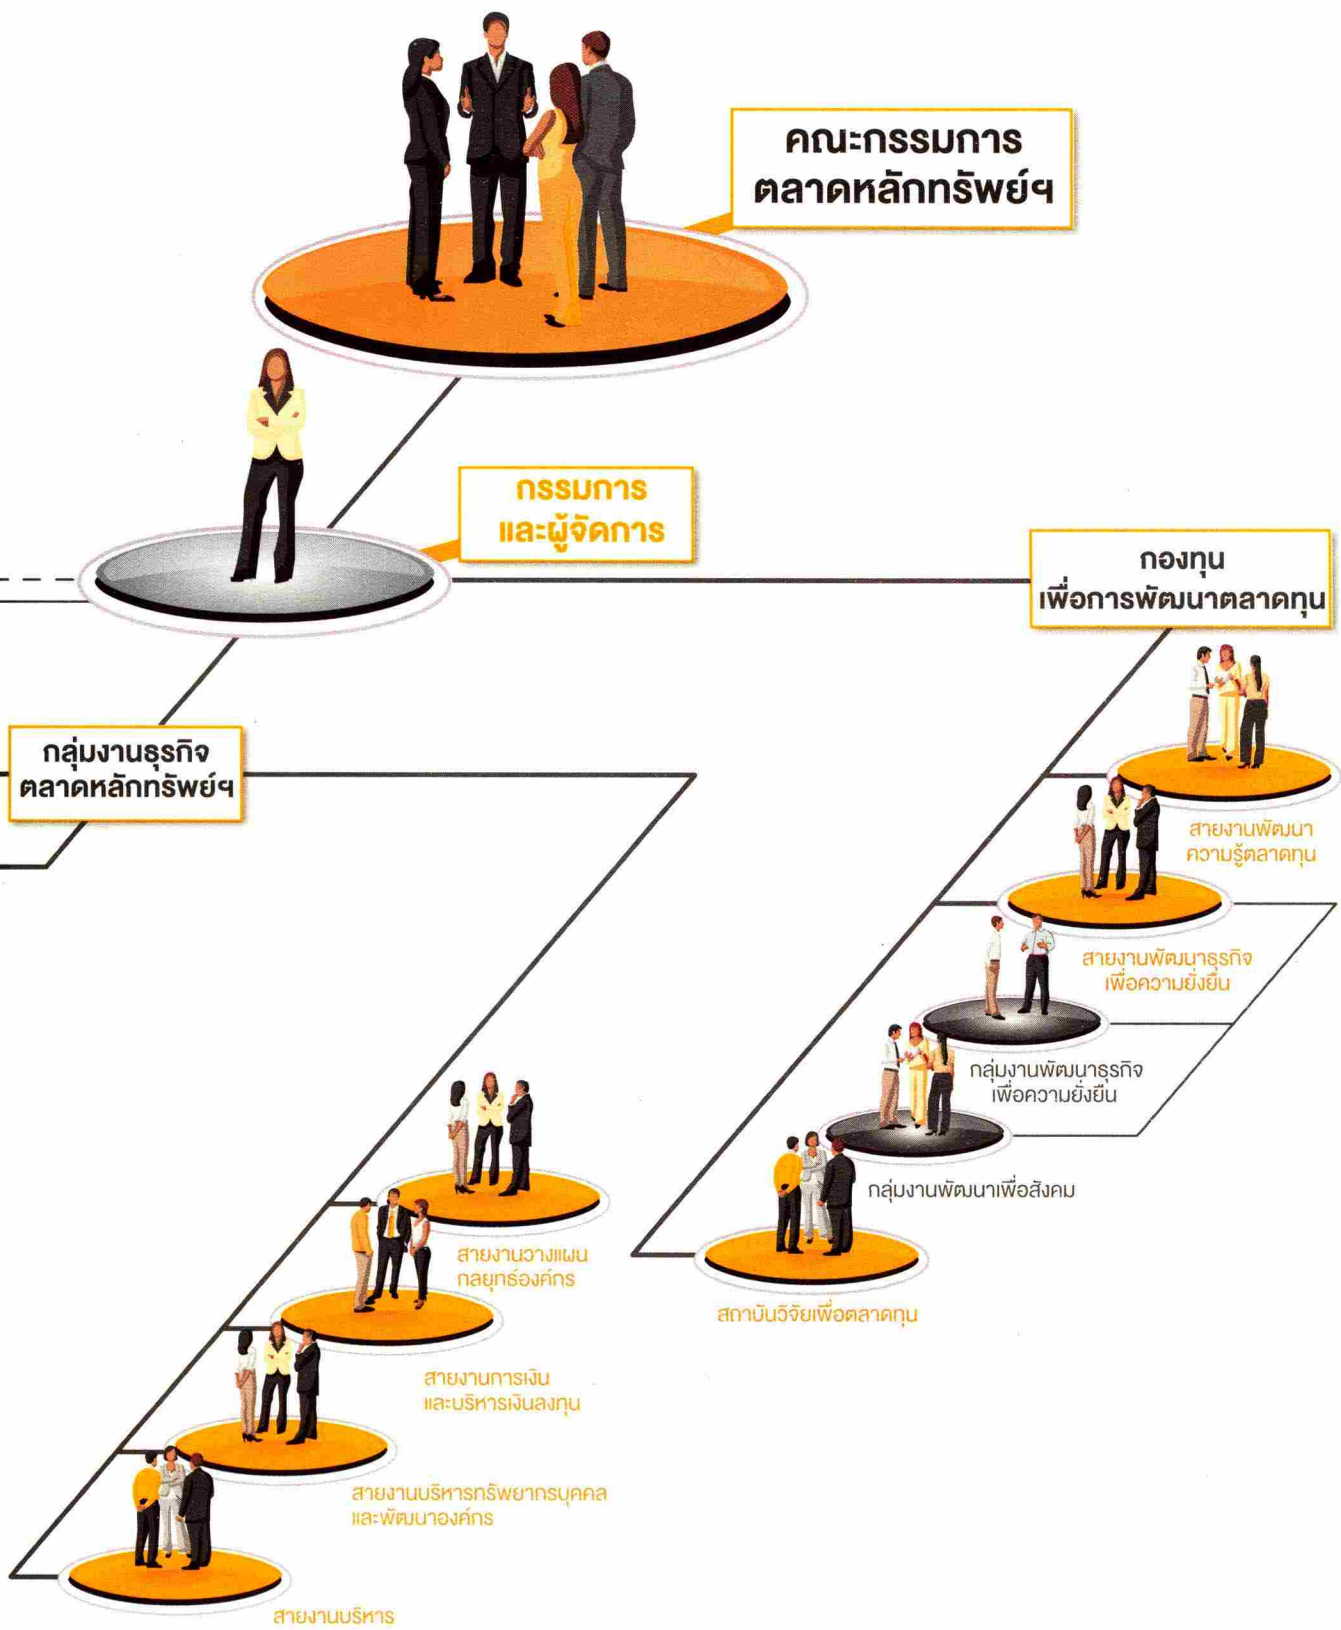 คณะกรรมการ
ตลาดหลักทรัพย์ฯ
กรรมการ
และผู้จัดการ
กองทุน
เพื่อการพัฒนาตลาดทุน
กลุ่มงานธุรกิจ
ตลาดหลักทรัพย์ฯ
สายงานพัฒนา
ความรู้ตลาดทุน
สายงานพัฒนาธุรกิจ
เพื่อความยั่งยืน
กลุ่มงานพัฒนาธุรกิจ
เพื่อความยั่งยืน
กลุ่มงานพัฒนาเพื่อสังคม
สถาบันวิจัยเพื่อตลาดทุน
สายงานวางแผน
กลยุทธ์องค์กร
สายงานการเงิน
และบริหารเงินลงทุน
สายงานบริหารทรัพยากรบุคคล
และพัฒนาองค์กร
สายงานบริหาร